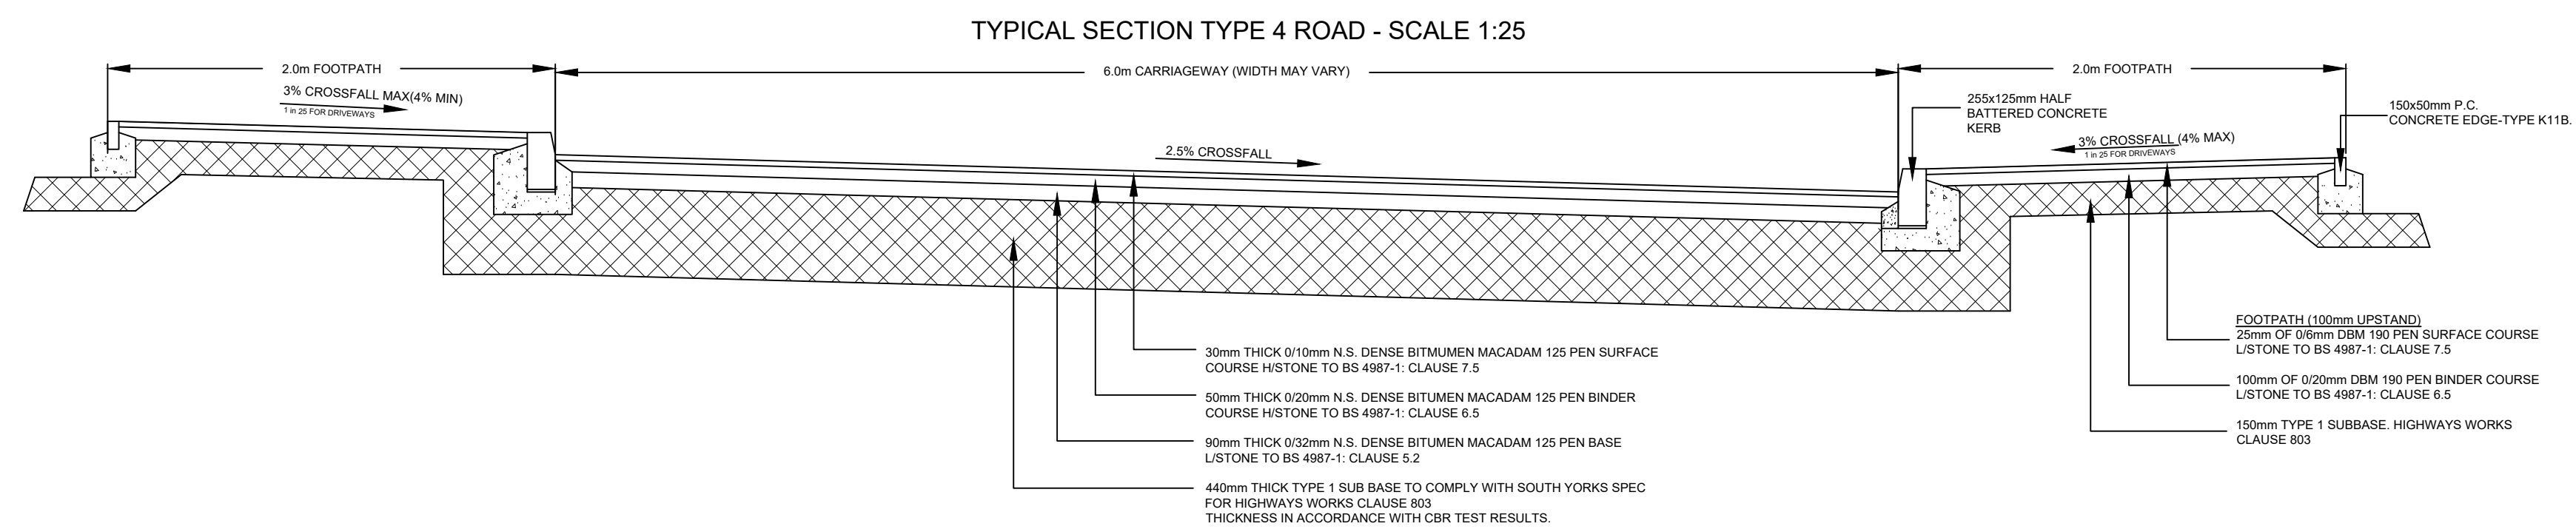 TYPICAL SECTION TYPE 4 ROAD - SCALE 1:25
2.0m FOOTPATH
6.0m CARRIAGEWAY (WIDTH MAY VARY)
2.0m FOOTPATH
3% CROSSFALL MAX(4% MIN)
1 in 25 FOR DRIVEWAYS
2.5% CROSSFALL
255x125mm HALF
BATTERED CONCRETE
KERB
3% CROSSFALL (4% MAX)
1 in 25 FOR DRIVEWAYS
150x50mm P.C.
CONCRETE EDGE-TYPE K11B.
30mm THICK 0/10mm N.S. DENSE BITMUMEN MACADAM 125 PEN SURFACE
COURSE H/STONE TO BS 4987-1: CLAUSE 7.5
50mm THICK 0/20mm N.S. DENSE BITUMEN MACADAM 125 PEN BINDER
COURSE H/STONE TO BS 4987-1: CLAUSE 6.5
90mm THICK 0/32mm N.S. DENSE BITUMEN MACADAM 125 PEN BASE
L/STONE TO BS 4987-1: CLAUSE 5.2
440mm THICK TYPE 1 SUB BASE TO COMPLY WITH SOUTH YORKS SPEC
FOR HIGHWAYS WORKS CLAUSE 803
THICKNESS IN ACCORDANCE WITH CBR TEST RESULTS.
FOOTPATH (100mm UPSTAND)
25mm OF 0/6mm DBM 190 PEN SURFACE COURSE
L/STONE TO BS 4987-1: CLAUSE 7.5
100mm OF 0/20mm DBM 190 PEN BINDER COURSE
L/STONE TO BS 4987-1: CLAUSE 6.5
150mm TYPE 1 SUBBASE. HIGHWAYS WORKS
CLAUSE 803